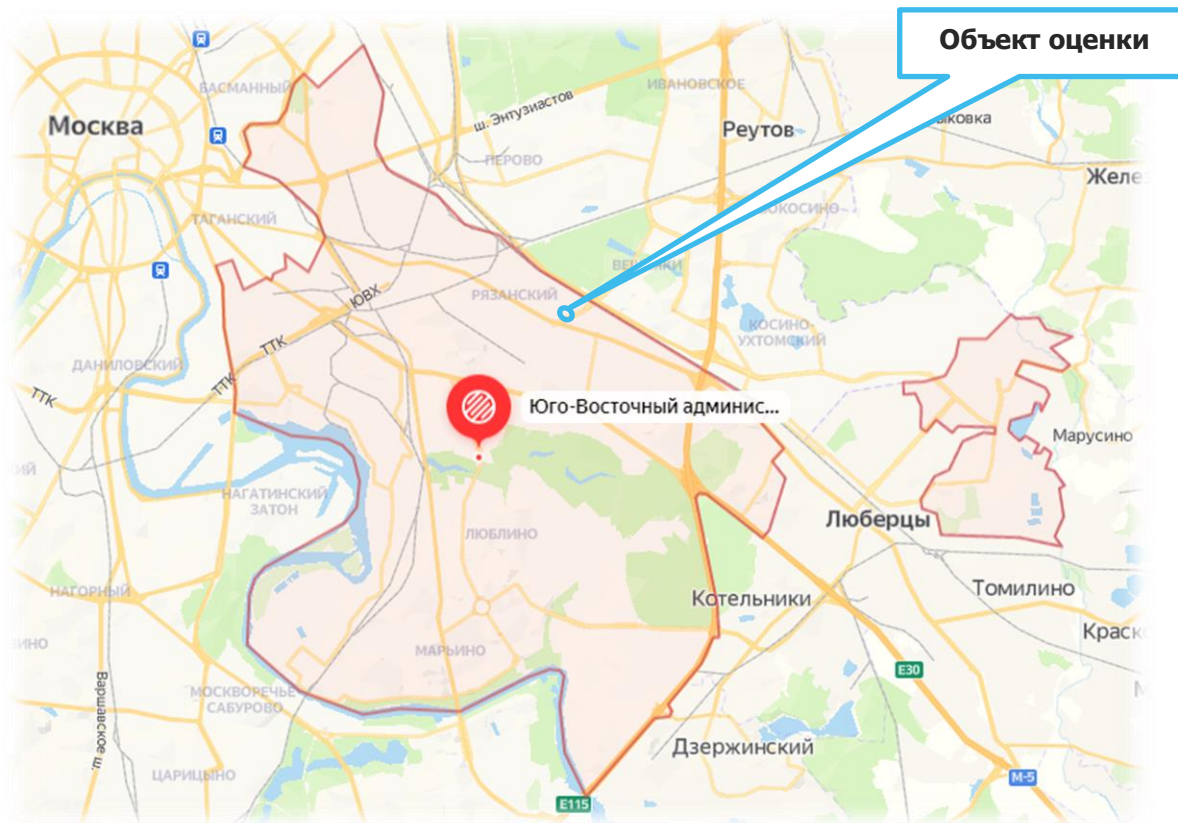 Объект оценки
БАСМАННЫЙ
ИВАНОВСКОЕ
Москва
ш. Энтузиастов
Реутов
ПЕРОВО
ТАГАНСКИЙ
ВЕШНЯКИ
РЯЗАНСКИЙ
ЮВХ
ТТК
КОСИНО-
УХТОМСКИЙ
ДАНИЛОВСКИЙ
ТТК
ТТК
Юго-Восточный админис...
Марусино
НАГАТИНСКИЙ
ЗАТОН
Люберцы
ЛЮБЛИНО
НАГОРНЫЙ
Котельники
Томилино
МАРЬИНО
E30
МОСКВОРЕЧЬЕ-
САБУРОВО
Варшавское ш.
Дзержинский
ЦАРИЦЫНО
М-5
E115